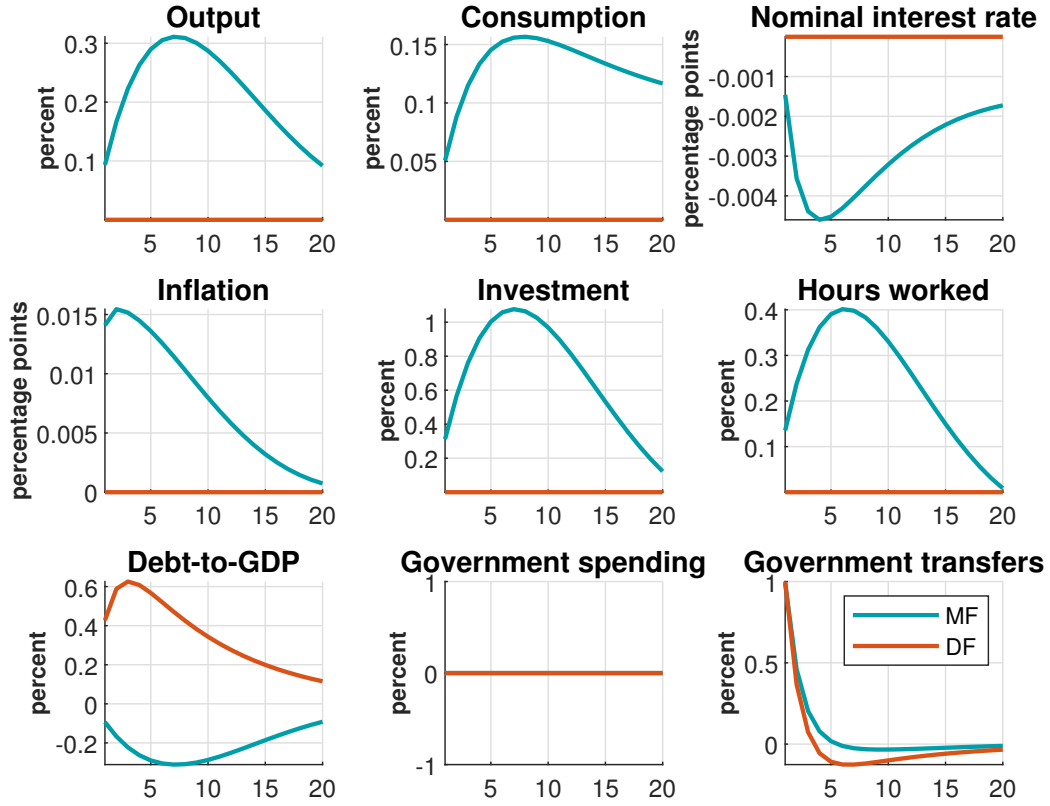 Output
percent
0.3
0.2
0.1
5 10 15 20
Consumption
percent
0.15
0.1
0.05
5 10 15 20
Nominal interest rate
percentage points
-0.001
-0.002
-0.003
-0.004
5 10 15 20
Inflation
percentage points
0.015
0.01
0.005
0
5 10 15 20
Investment
percent
1
0.8
0.6
0.4
0.2
5 10 15 20
Hours worked
percent
0.4
0.3
0.2
0.1
5 10 15 20
Debt-to-GDP
percent
0.6
0.4
0.2
0
-0.2
5 10 15 20
Government spending
percent
1
0
-1
5 10 15 20
Government transfers
percent
1
0.5
0
MF
DF
5 10 15 20